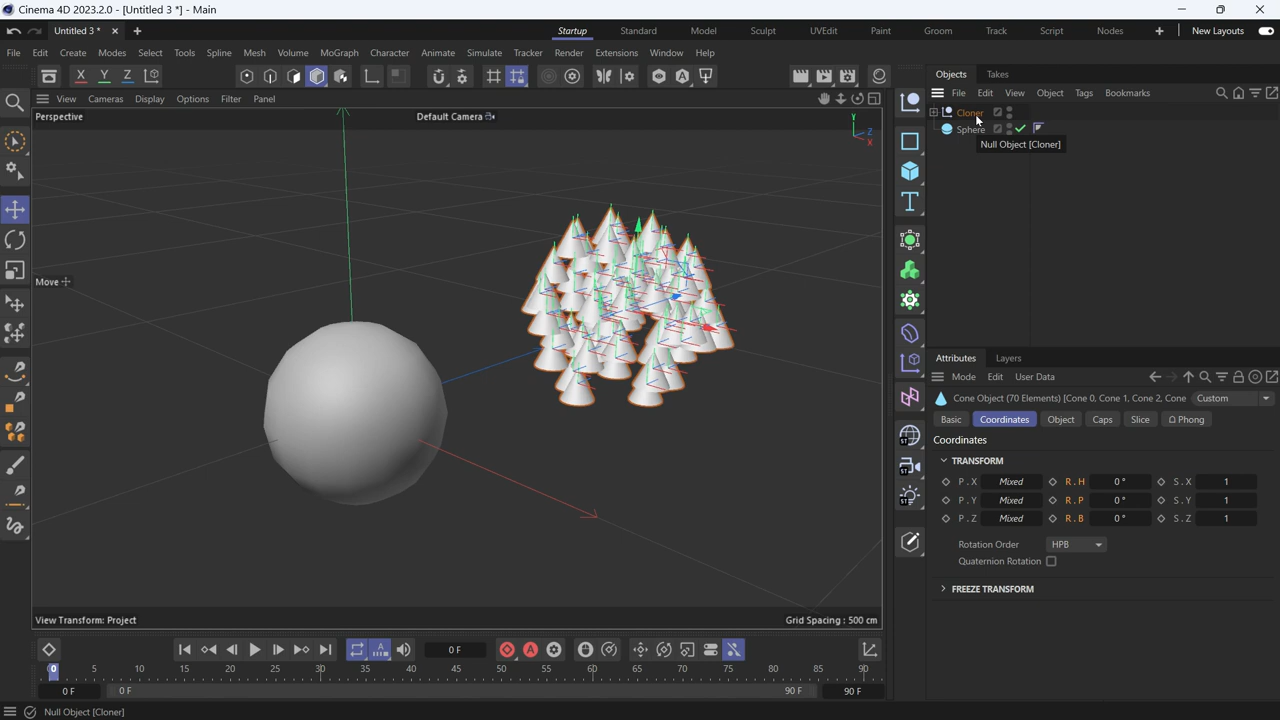 Cinema 4D 2023.2.0 - [Untitled 3 *] - Main
Untitled 3 *
Startup Standard Model Sculpt UVEdit Paint Groom Track Script Nodes New Layouts
File Edit Create Modes Select Tools Spline Mesh Volume MoGraph Character Animate Simulate Tracker Render Extensions Window Help
X Y Z
Objects Takes
View Cameras Display Options Filter Panel
File Edit View Object Tags Bookmarks
Perspective
Default Camera
Y Z X
Cloner
Sphere
Null Object [Cloner]
Move
Attributes Layers
Mode Edit User Data
Cone Object (70 Elements) [Cone 0, Cone 1, Cone 2, Cone
Custom
Basic Coordinates Object Caps Slice Phong
Coordinates
TRANSFORM
P . X Mixed R . H 0 ° S . X 1
P . Y Mixed R . P 0 ° S . Y 1
P . Z Mixed R . B 0 ° S . Z 1
Rotation Order HPB
Quaternion Rotation
FREEZE TRANSFORM
ST
ST
ST
View Transform: Project
Grid Spacing : 500 cm
0 F
0 5 10 15 20 25 30 35 40 45 50 55 60 65 70 75 80 85 90
0 F 0 F 90 F 90 F
Null Object [Cloner]